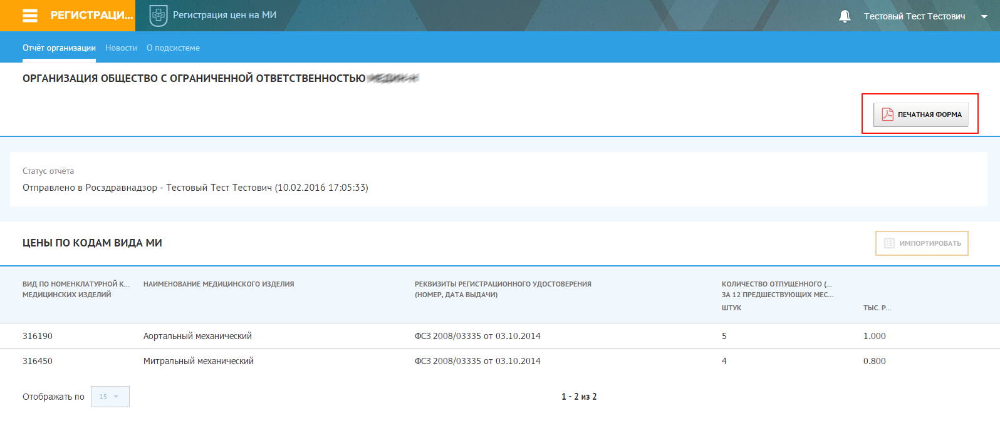 РЕГИСТРАЦИ...
Регистрация цен на МИ
Тестовый Тест Тестович
Отчёт организации Новости О подсистеме
ОРГАНИЗАЦИЯ ОБЩЕСТВО С ОГРАНИЧЕННОЙ ОТВЕТСТВЕННОСТЬЮ
ПЕЧАТНАЯ ФОРМА
Статус отчёта
Отправлено в Росздравнадзор - Тестовый Тест Тестович (10.02.2016 17:05:33)
ЦЕНЫ ПО КОДАМ ВИДА МИ
ИМПОРТИРОВАТЬ
ВИД ПО НОМЕНКЛАТУРНОЙ К... НАИМЕНОВАНИЕ МЕДИЦИНСКОГО ИЗДЕЛИЯ РЕКВИЗИТЫ РЕГИСТРАЦИОННОГО УДОСТОВЕРЕНИЯ КОЛИЧЕСТВО ОТПУЩЕННОГО (...
МЕДИЦИНСКИХ ИЗДЕЛИЙ (НОМЕР, ДАТА ВЫДАЧИ) ЗА 12 ПРЕДШЕСТВУЮЩИХ МЕС...
ШТУК ТЫС. Р...
316190 Аортальный механический ФСЗ 2008/03335 от 03.10.2014 5 1.000
316450 Митральный механический ФСЗ 2008/03335 от 03.10.2014 4 0.800
Отображать по 15 1 - 2 из 2